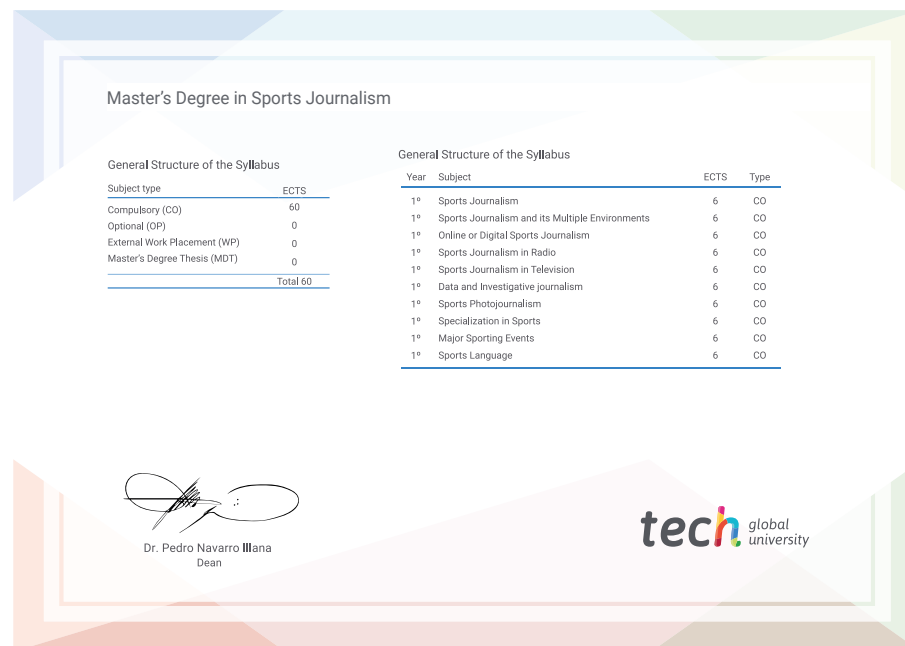 Master's Degree in Sports Journalism
General Structure of the Syllabus
Subject type ECTS
Compulsory (CO) 60
Optional (OP) 0
External Work Placement (WP) 0
Master's Degree Thesis (MDT) 0
Total 60
General Structure of the Syllabus
Year Subject ECTS Type
1º Sports Journalism 6 CO
1º Sports Journalism and its Multiple Environments 6 CO
1º Online or Digital Sports Journalism 6 CO
1º Sports Journalism in Radio 6 CO
1º Sports Journalism in Television 6 CO
1º Data and Investigative journalism 6 CO
1º Sports Photojournalism 6 CO
1º Specialization in Sports 6 CO
1º Major Sporting Events 6 CO
1º Sports Language 6 CO
Dr. Pedro Navarro Illana
Dean
tech global
university